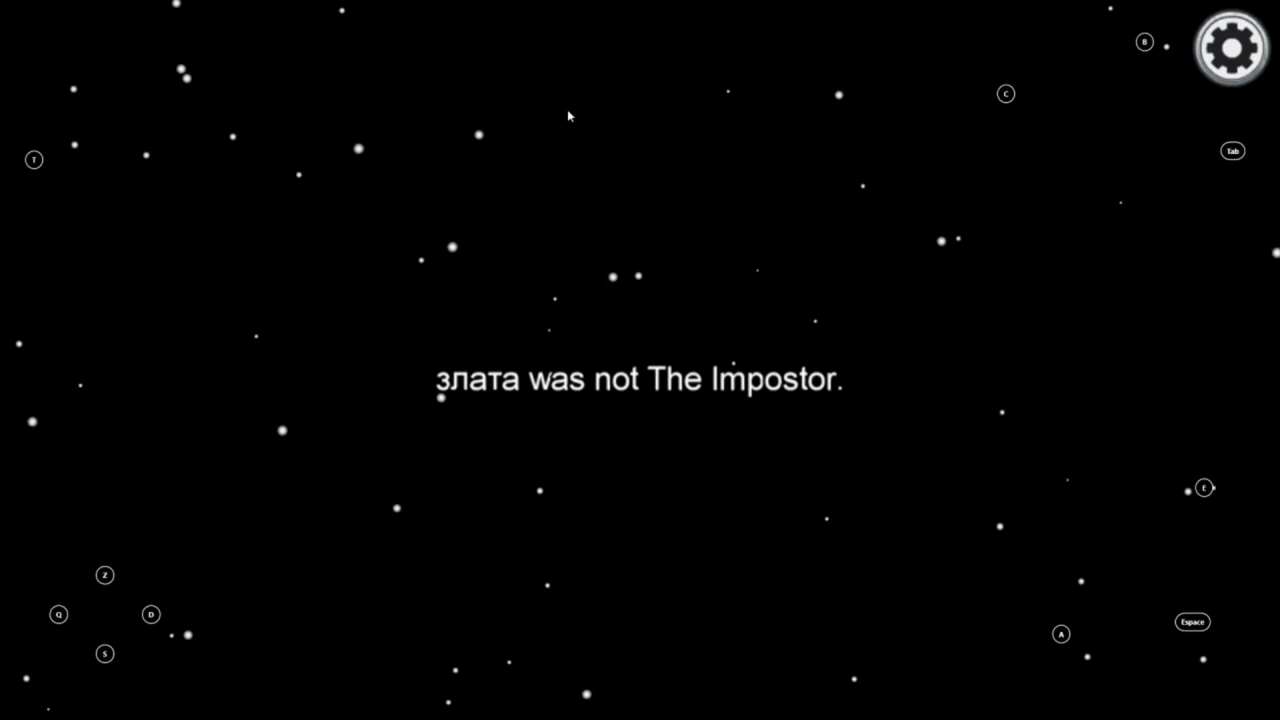 B
C
T
Tab
злата was not The Impostor.
E
Z
Q D
Espace
A
S